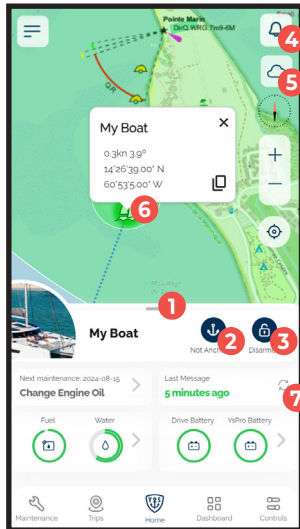 Pointe Marin
DirQ.WRG.7m9-6M
4
5
Q.R
My Boat
0.3kn 3.9°
14°26'39.00" N
60°53'5.00" W
6
1
My Boat
2
3
Not Anch
Disarme
Next maintenance: 2024-08-15
Change Engine Oil
Last Message
5 minutes ago
7
Fuel
Water
Drive Battery
YsPro Battery
Maintenance
Trips
Home
Dashboard
Controls